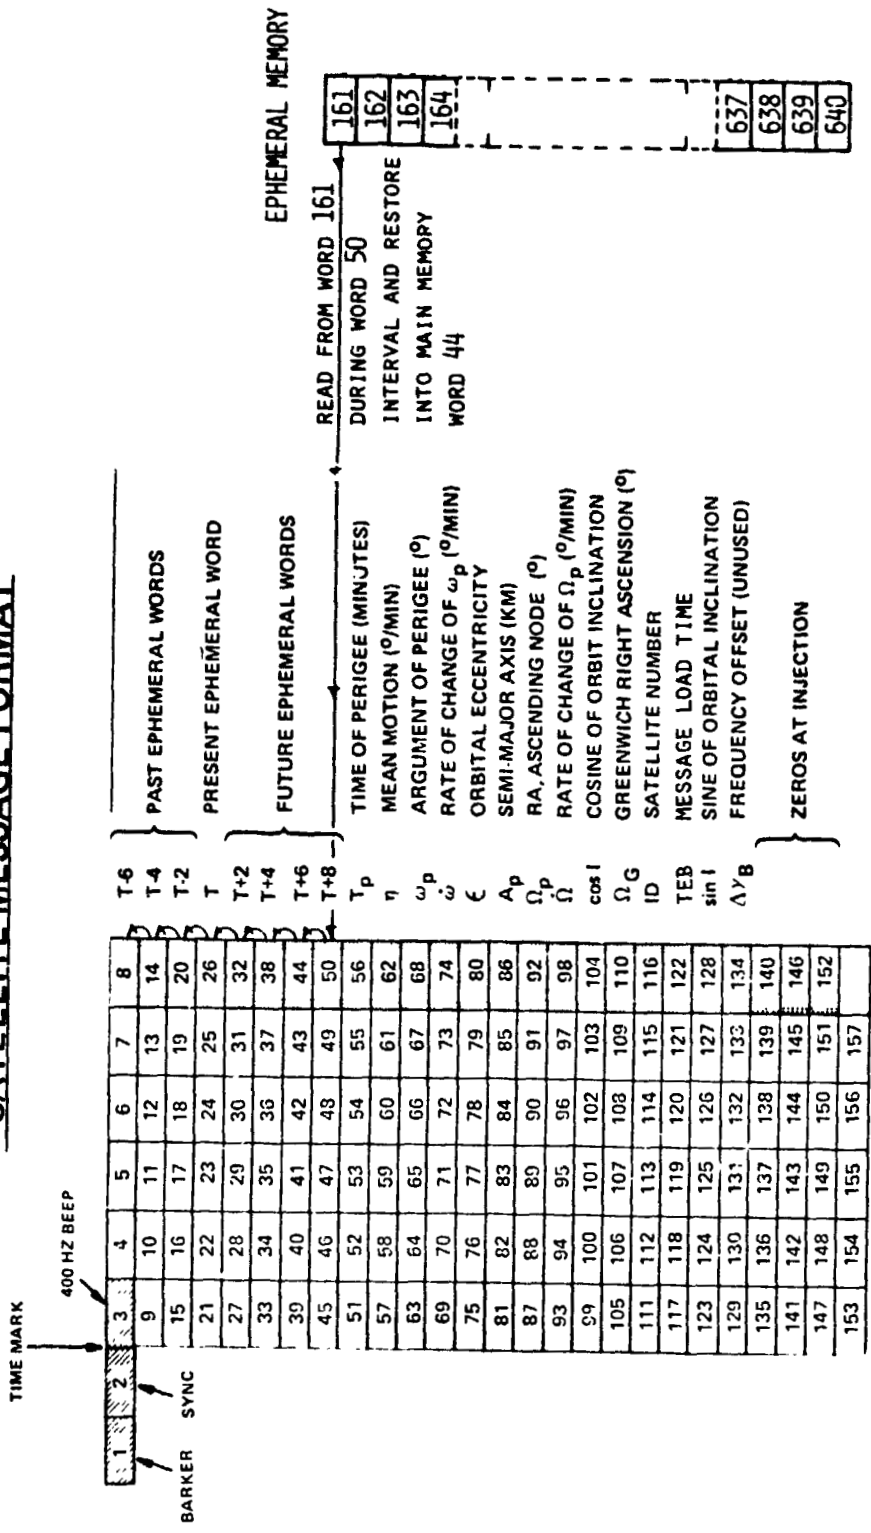 SATELLITE MESSAGE FORMAT
TIME MARK
400 HZ BEEP
BARKER
SYNC
1 2 3 4 5 6 7 8 T-6
9 10 11 12 13 14 T-4
15 16 17 18 19 20 T-2
PAST EPHEMERAL WORDS
21 22 23 24 25 26 T PRESENT EPHEMERAL WORD
27 28 29 30 31 32 T+2
33 34 35 36 37 38 T+4
39 40 41 42 43 44 T+6
45 46 47 48 49 50 T+8
FUTURE EPHEMERAL WORDS
51 52 53 54 55 56 Tp TIME OF PERIGEE (MINUTES)
57 58 59 60 61 62 η MEAN MOTION (º/MIN)
63 64 65 66 67 68 ωp ARGUMENT OF PERIGEE (º)
69 70 71 72 73 74 ω̇ RATE OF CHANGE OF ωp (º/MIN)
75 76 77 78 79 80 ϵ ORBITAL ECCENTRICITY
81 82 83 84 85 86 Ap SEMI-MAJOR AXIS (KM)
87 88 89 90 91 92 Ωp RA, ASCENDING NODE (º)
93 94 95 96 97 98 Ω̇ RATE OF CHANGE OF Ωp (º/MIN)
99 100 101 102 103 104 cos I COSINE OF ORBIT INCLINATION
105 106 107 108 109 110 ΩG GREENWICH RIGHT ASCENSION (º)
111 112 113 114 115 116 ID SATELLITE NUMBER
117 118 119 120 121 122 TEB MESSAGE LOAD TIME
123 124 125 126 127 128 sin I SINE OF ORBITAL INCLINATION
129 130 131 132 133 134 ΔγB FREQUENCY OFFSET (UNUSED)
135 136 137 138 139 140
141 142 143 144 145 146
147 148 149 150 151 152
ZEROS AT INJECTION
153 154 155 156 157
READ FROM WORD 161
DURING WORD 50
INTERVAL AND RESTORE
INTO MAIN MEMORY
WORD 44
EPHEMERAL MEMORY
161
162
163
164
637
638
639
640